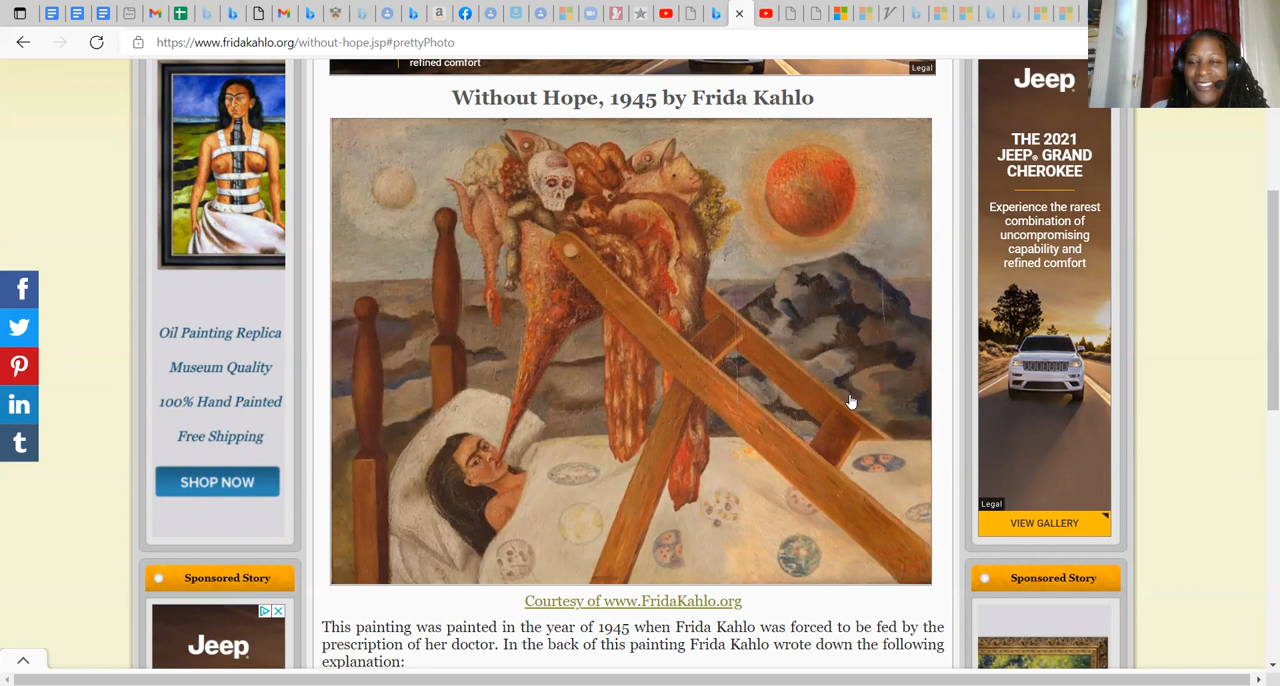 https://www.fridakahlo.org/without-hope.jsp#prettyPhoto
refined comfort
Legal
Without Hope, 1945 by Frida Kahlo
Oil Painting Replica
Museum Quality
100% Hand Painted
Free Shipping
SHOP NOW
Sponsored Story
Jeep
Courtesy of www.FridaKahlo.org
This painting was painted in the year of 1945 when Frida Kahlo was forced to be fed by the
prescription of her doctor. In the back of this painting Frida Kahlo wrote down the following
explanation:
Jeep
THE 2021
JEEP® GRAND
CHEROKEE
Experience the rarest
combination of
uncompromising
capability and
refined comfort
Legal
VIEW GALLERY
Sponsored Story